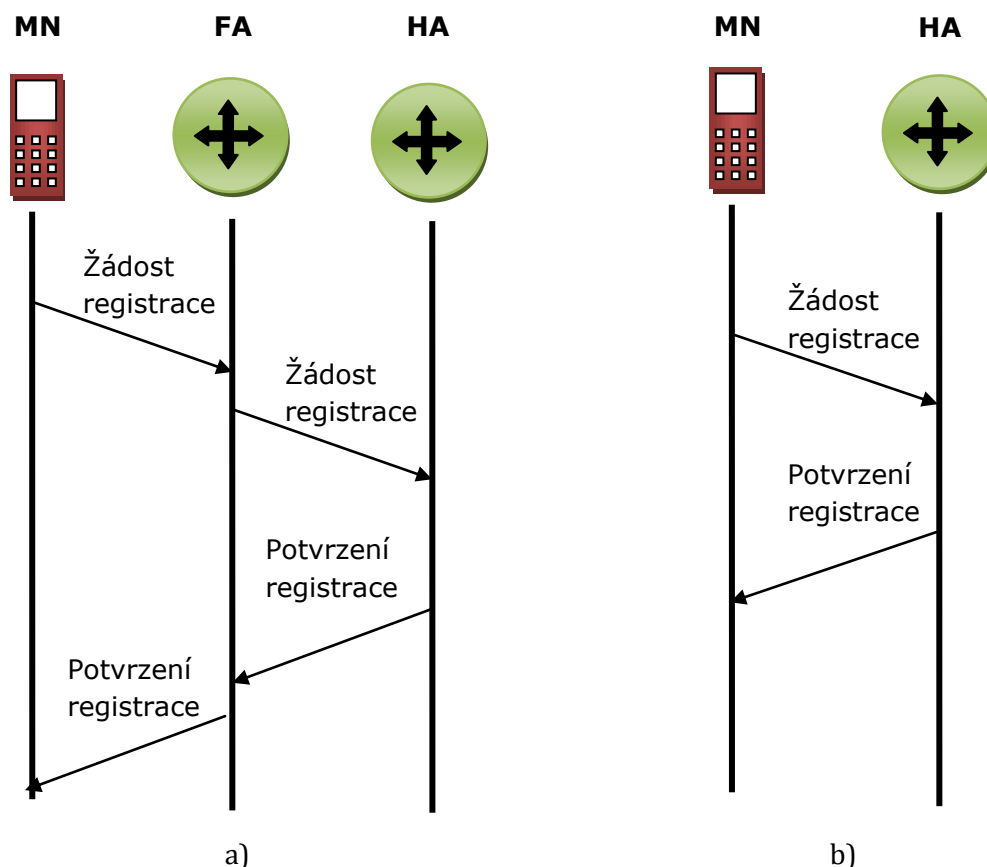 MN
FA
HA
Žádost
registrace
Žádost
registrace
Potvrzení
registrace
Potvrzení
registrace
a)
MN
HA
Žádost
registrace
Potvrzení
registrace
b)